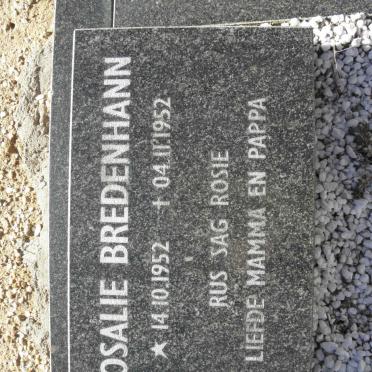 OSALIE BREDENHANN
★ 14.10.1952 † 04.11.1952
RUS SAG ROSIE
LIEFDE MAMMA EN PAPPA